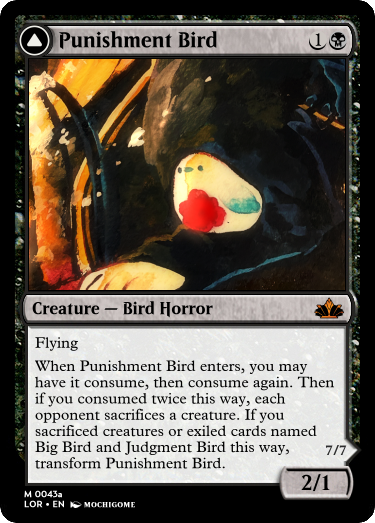 Punishment Bird 1
Creature — Bird Horror
Flying
When Punishment Bird enters, you may
have it consume, then consume again. Then
if you consumed twice this way, each
opponent sacrifices a creature. If you
sacrificed creatures or exiled cards named
Big Bird and Judgment Bird this way,
transform Punishment Bird.
7/7
2/1
M 0043a
LOR • EN MOCHIGOME